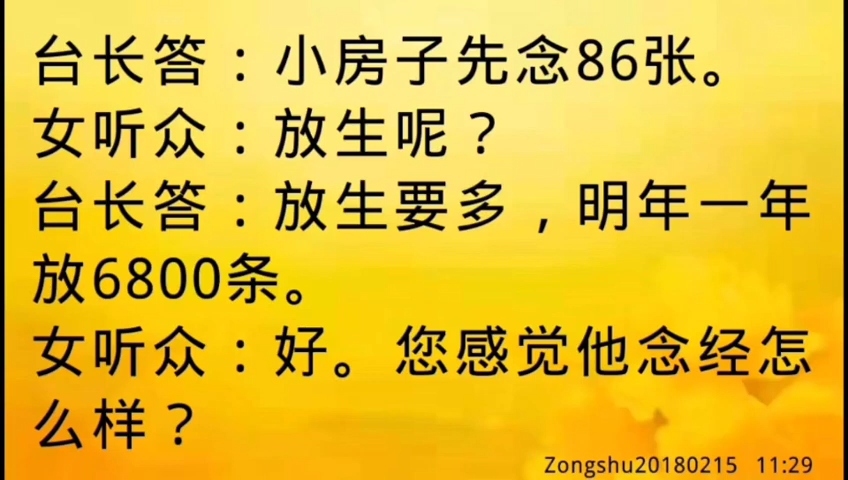 台长答：小房子先念86张。
女听众：放生呢？
台长答：放生要多，明年一年
放6800条。
女听众：好。您感觉他念经怎
么样？
Zongshu20180215 11:29